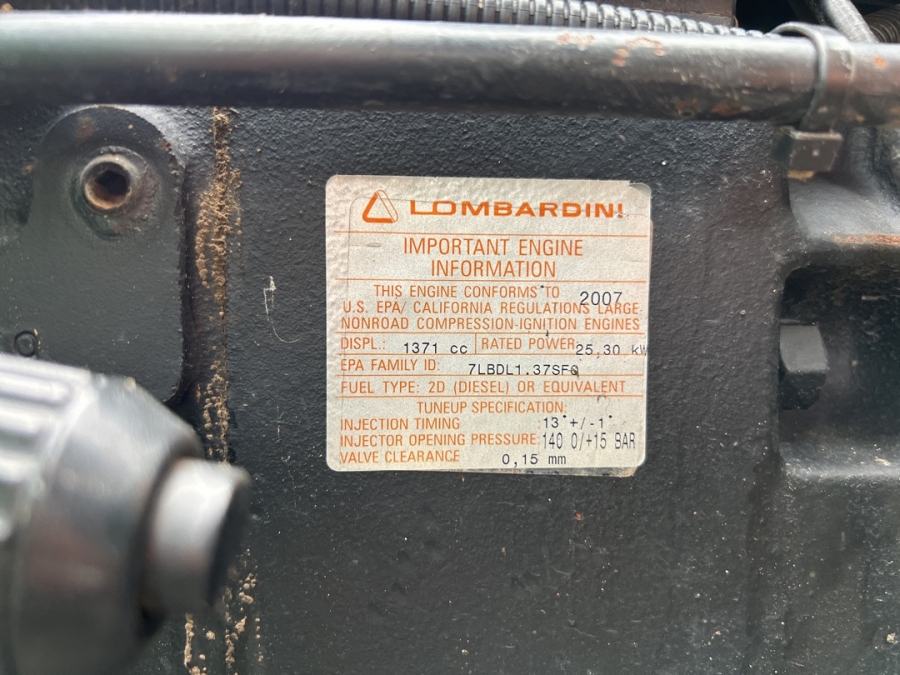 LOMBARDINI
IMPORTANT ENGINE
INFORMATION
THIS ENGINE CONFORMS TO 2007
U.S. EPA/ CALIFORNIA REGULATIONS LARGE
NONROAD COMPRESSION-IGNITION ENGINES
DISPL.: 1371 cc RATED POWER 25,30 kW
EPA FAMILY ID: 7LBDL1.37SFQ
FUEL TYPE: 2D (DIESEL) OR EQUIVALENT
TUNEUP SPECIFICATION:
INJECTION TIMING 13°+/-1°
INJECTOR OPENING PRESSURE: 140 0/+15 BAR
VALVE CLEARANCE 0,15 mm